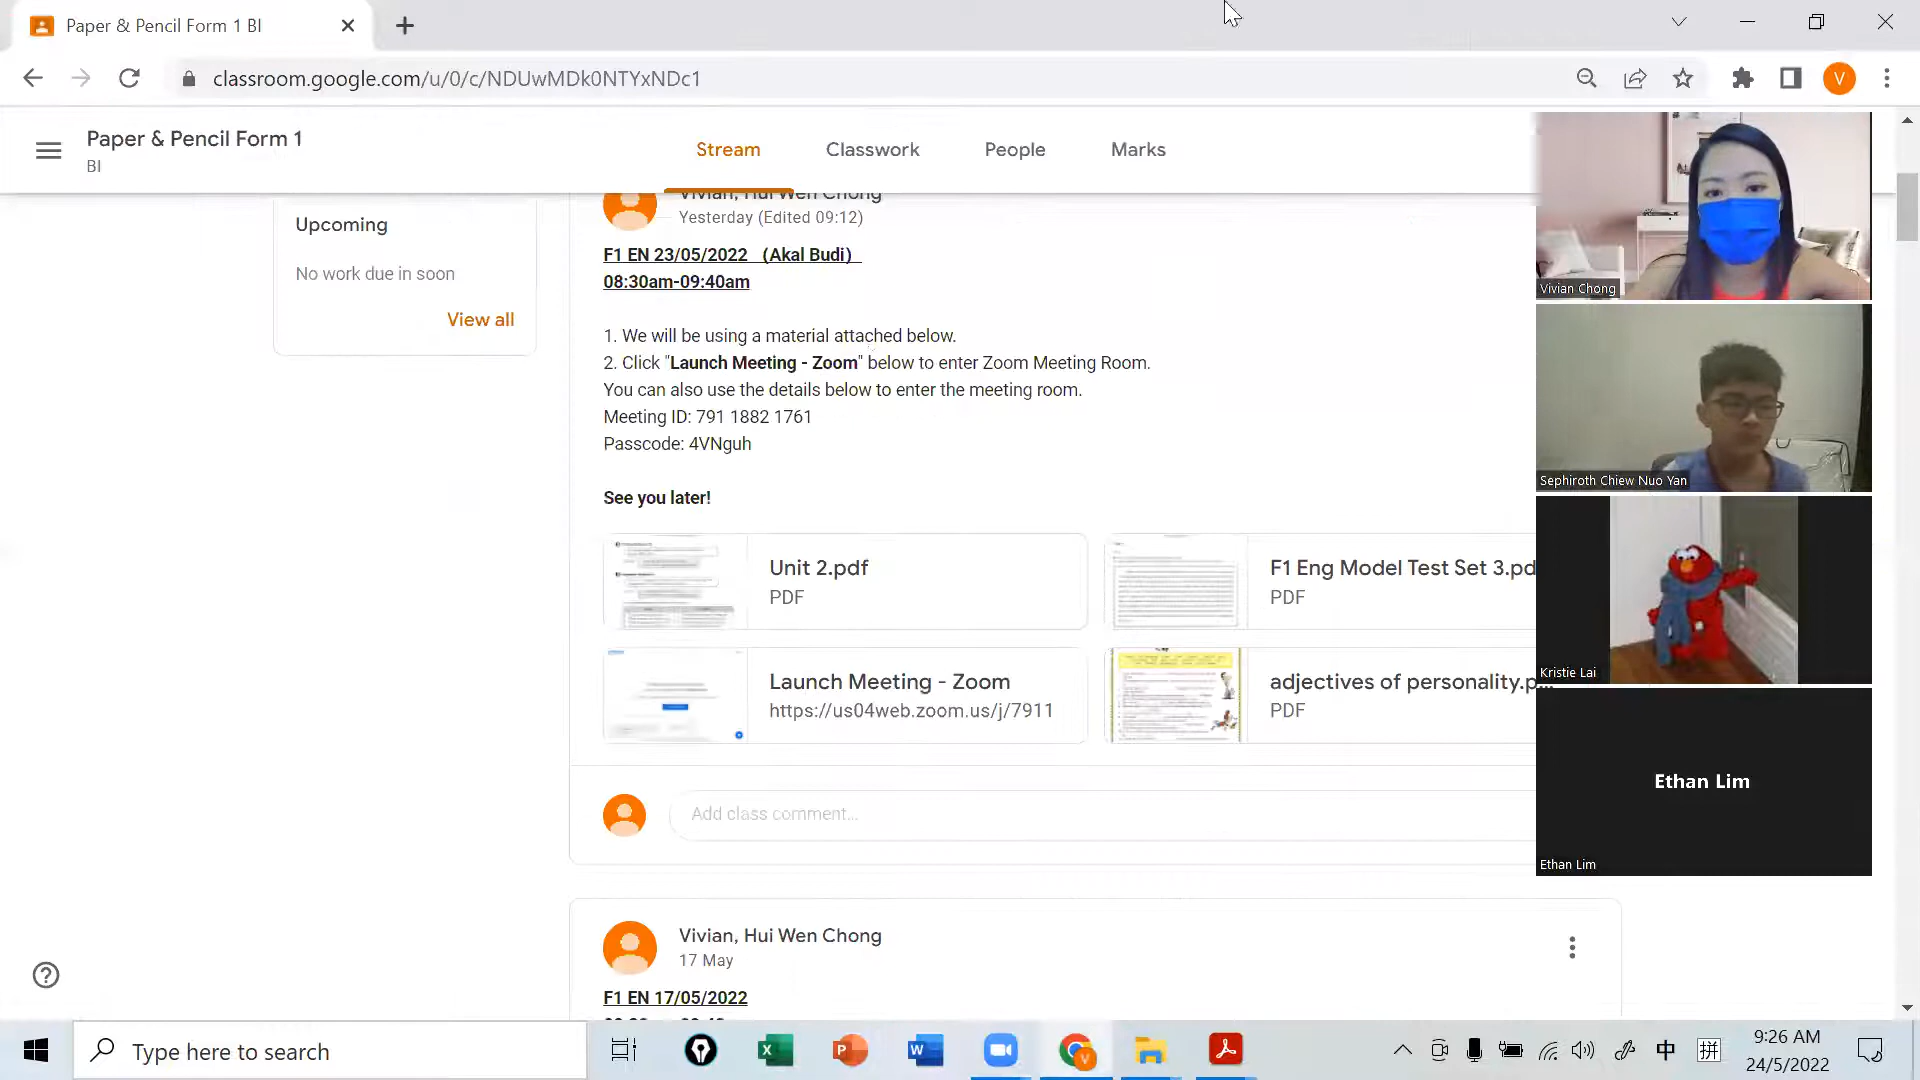 Paper & Pencil Form 1 BI
classroom.google.com/u/0/c/NDUwMDk0NTYxNDc1
V
Paper & Pencil Form 1
BI
Stream
Classwork
People
Marks
Upcoming
No work due in soon
View all
Vivian, Hui Wen Chong
Yesterday (Edited 09:12)
F1 EN 23/05/2022 (Akal Budi)
08:30am-09:40am
1. We will be using a material attached below.
2. Click "Launch Meeting - Zoom" below to enter Zoom Meeting Room.
You can also use the details below to enter the meeting room.
Meeting ID: 791 1882 1761
Passcode: 4VNguh
See you later!
Unit 2.pdf
PDF
F1 Eng Model Test Set 3.pd
PDF
Launch Meeting - Zoom
https://us04web.zoom.us/j/7911
adjectives of personality.p...
PDF
Add class comment...
Vivian, Hui Wen Chong
17 May
F1 EN 17/05/2022
Vivian Chong
Sephiroth Chiew Nuo Yan
Kristie Lai
Ethan Lim
Ethan Lim
Type here to search
中
拼
9:26 AM
24/5/2022